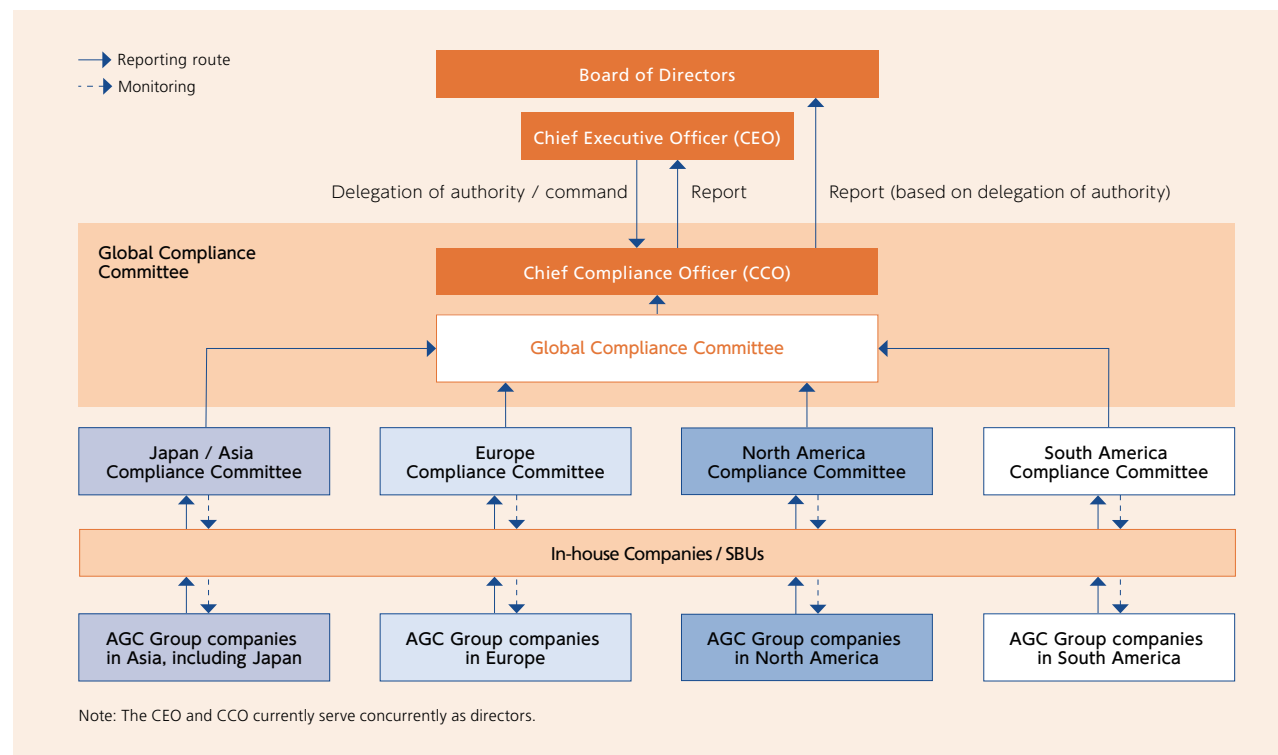 Reporting route
Monitoring
Board of Directors
Chief Executive Officer (CEO)
Delegation of authority / command
Report
Report (based on delegation of authority)
Global Compliance
Committee
Chief Compliance Officer (CCO)
Global Compliance Committee
Japan / Asia
Compliance Committee
Europe
Compliance Committee
North America
Compliance Committee
South America
Compliance Committee
In-house Companies / SBUs
AGC Group companies
in Asia, including Japan
AGC Group companies
in Europe
AGC Group companies
in North America
AGC Group companies
in South America
Note: The CEO and CCO currently serve concurrently as directors.